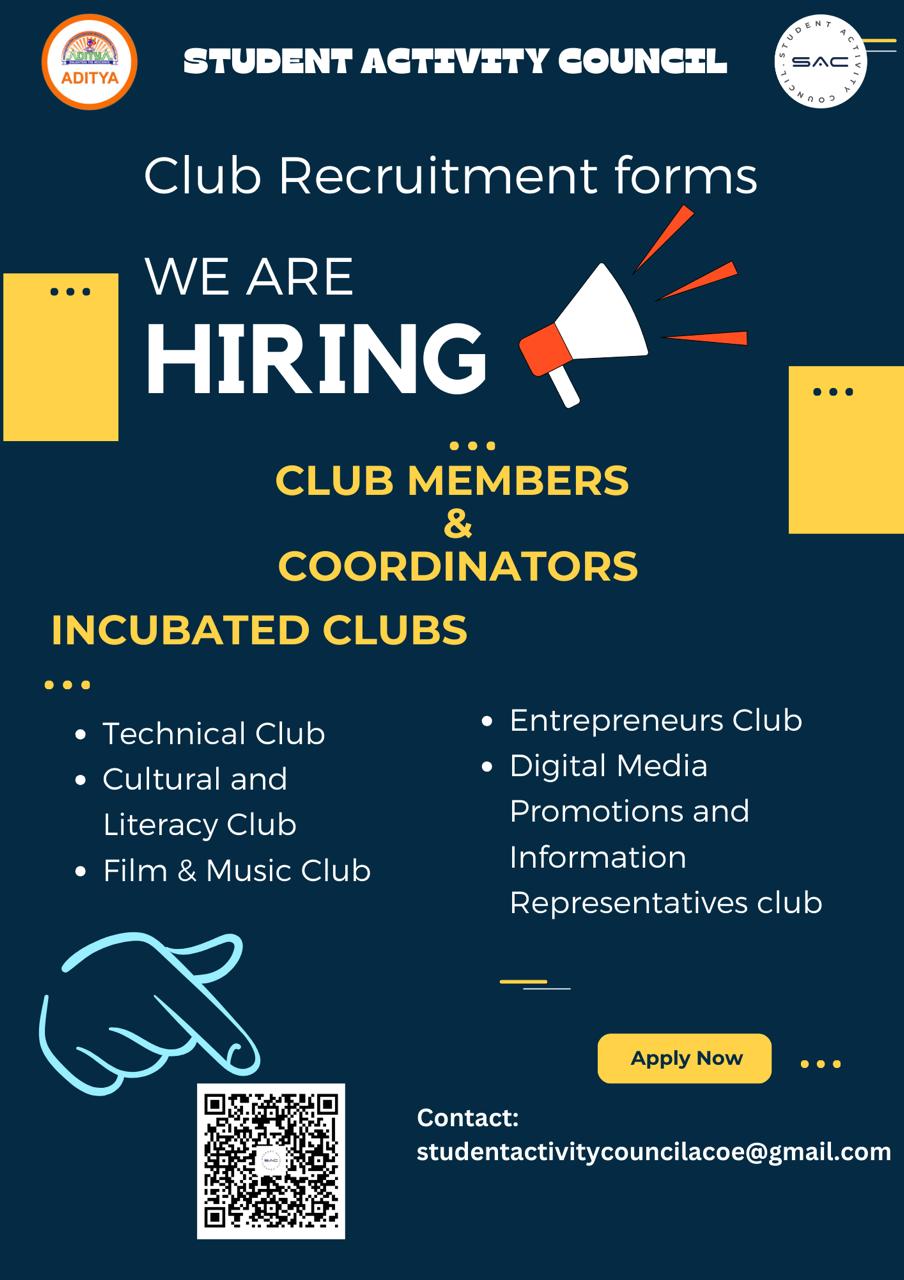 ADITYA
ADITYA
STUDENT ACTIVITY COUNCIL
STUDENT ACTIVITY COUNCIL
SAC
Club Recruitment forms
WE ARE
HIRING
CLUB MEMBERS
&
COORDINATORS
INCUBATED CLUBS
Technical Club
Cultural and
Literacy Club
Film & Music Club
Entrepreneurs Club
Digital Media
Promotions and
Information
Representatives club
Apply Now
Contact:
studentactivitycouncilacoe@gmail.com
SAC